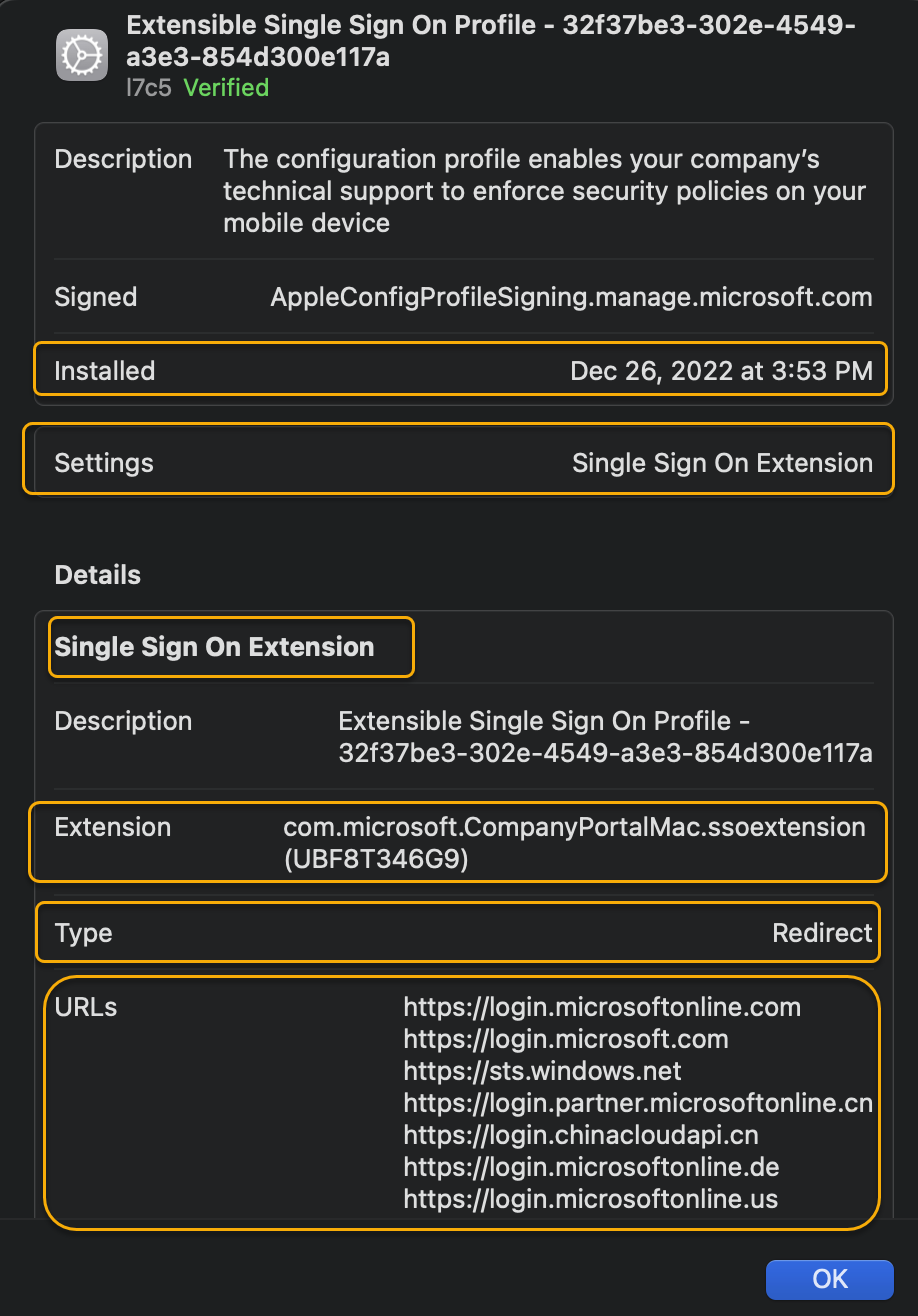 Extensible Single Sign On Profile - 32f37be3-302e-4549-
a3e3-854d300e117a
l7c5 Verified
Description The configuration profile enables your company’s
technical support to enforce security policies on your
mobile device
Signed AppleConfigProfileSigning.manage.microsoft.com
Installed Dec 26, 2022 at 3:53 PM
Settings Single Sign On Extension
Details
Single Sign On Extension
Description Extensible Single Sign On Profile -
32f37be3-302e-4549-a3e3-854d300e117a
Extension com.microsoft.CompanyPortalMac.ssoextension
(UBF8T346G9)
Type Redirect
URLs https://login.microsoftonline.com
https://login.microsoft.com
https://sts.windows.net
https://login.partner.microsoftonline.cn
https://login.chinacloudapi.cn
https://login.microsoftonline.de
https://login.microsoftonline.us
OK